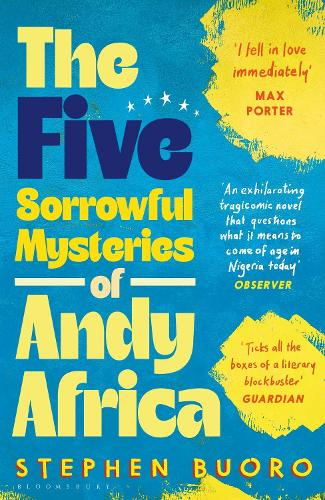 The
Five
Sorrowful
Mysteries
of
Andy
Africa
'I fell in love
immediately'
MAX
PORTER
'An exhilarating
tragicomic novel
that questions
what it means to
come of age in
Nigeria today'
OBSERVER
'Ticks all the
boxes of a literary
blockbuster'
GUARDIAN
BLOOMSBURY
STEPHEN BUORO